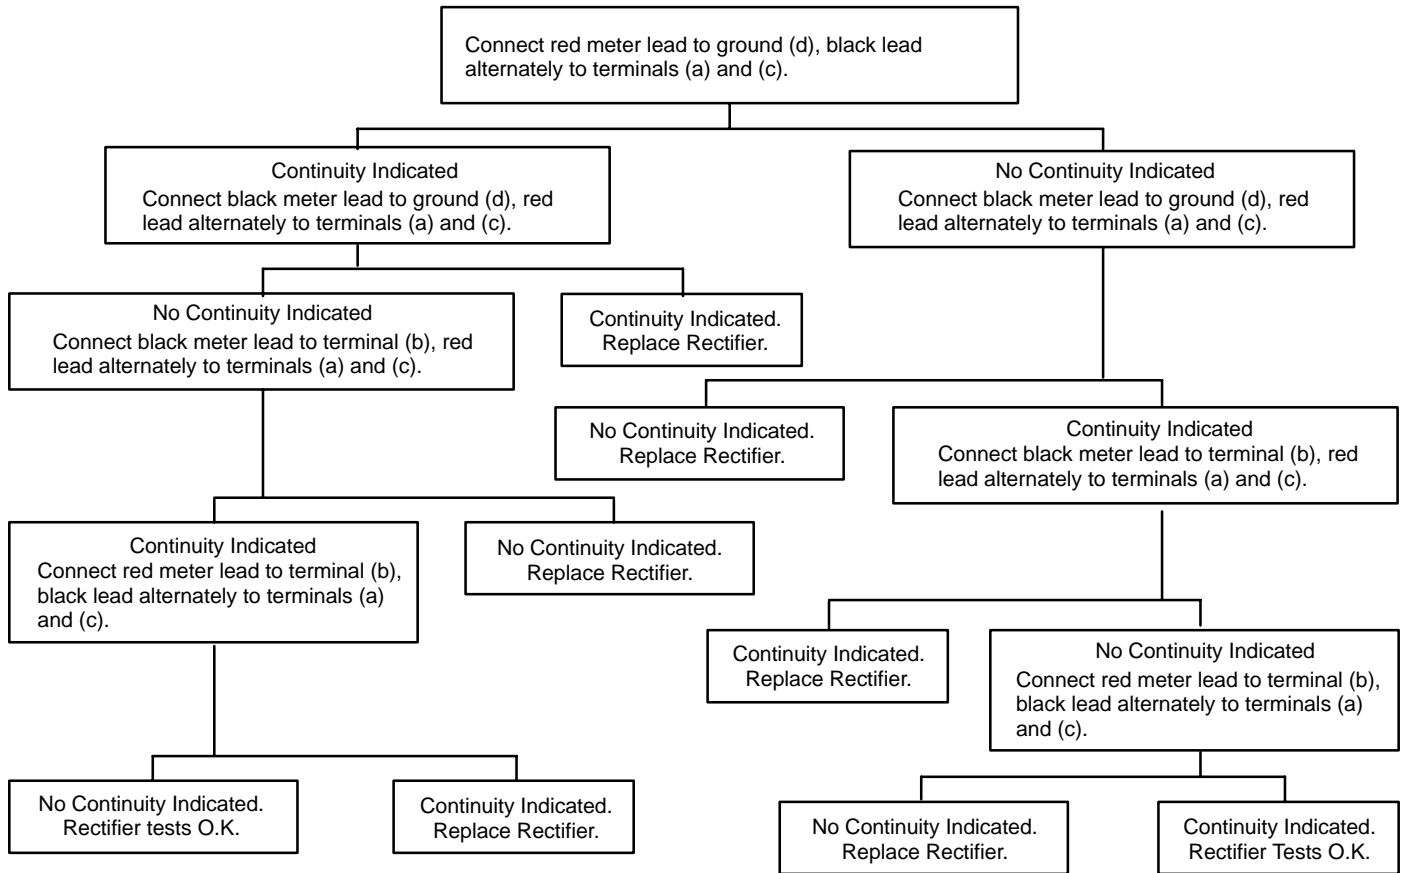 Connect red meter lead to ground (d), black lead
alternately to terminals (a) and (c).
Continuity Indicated
Connect black meter lead to ground (d), red
lead alternately to terminals (a) and (c).
No Continuity Indicated
Connect black meter lead to ground (d), red
lead alternately to terminals (a) and (c).
No Continuity Indicated
Connect black meter lead to terminal (b), red
lead alternately to terminals (a) and (c).
Continuity Indicated.
Replace Rectifier.
No Continuity Indicated.
Replace Rectifier.
Continuity Indicated
Connect black meter lead to terminal (b), red
lead alternately to terminals (a) and (c).
Continuity Indicated
Connect red meter lead to terminal (b),
black lead alternately to terminals (a)
and (c).
No Continuity Indicated.
Replace Rectifier.
Continuity Indicated.
Replace Rectifier.
No Continuity Indicated
Connect red meter lead to terminal (b),
black lead alternately to terminals (a)
and (c).
No Continuity Indicated.
Rectifier tests O.K.
Continuity Indicated.
Replace Rectifier.
No Continuity Indicated.
Replace Rectifier.
Continuity Indicated.
Rectifier Tests O.K.